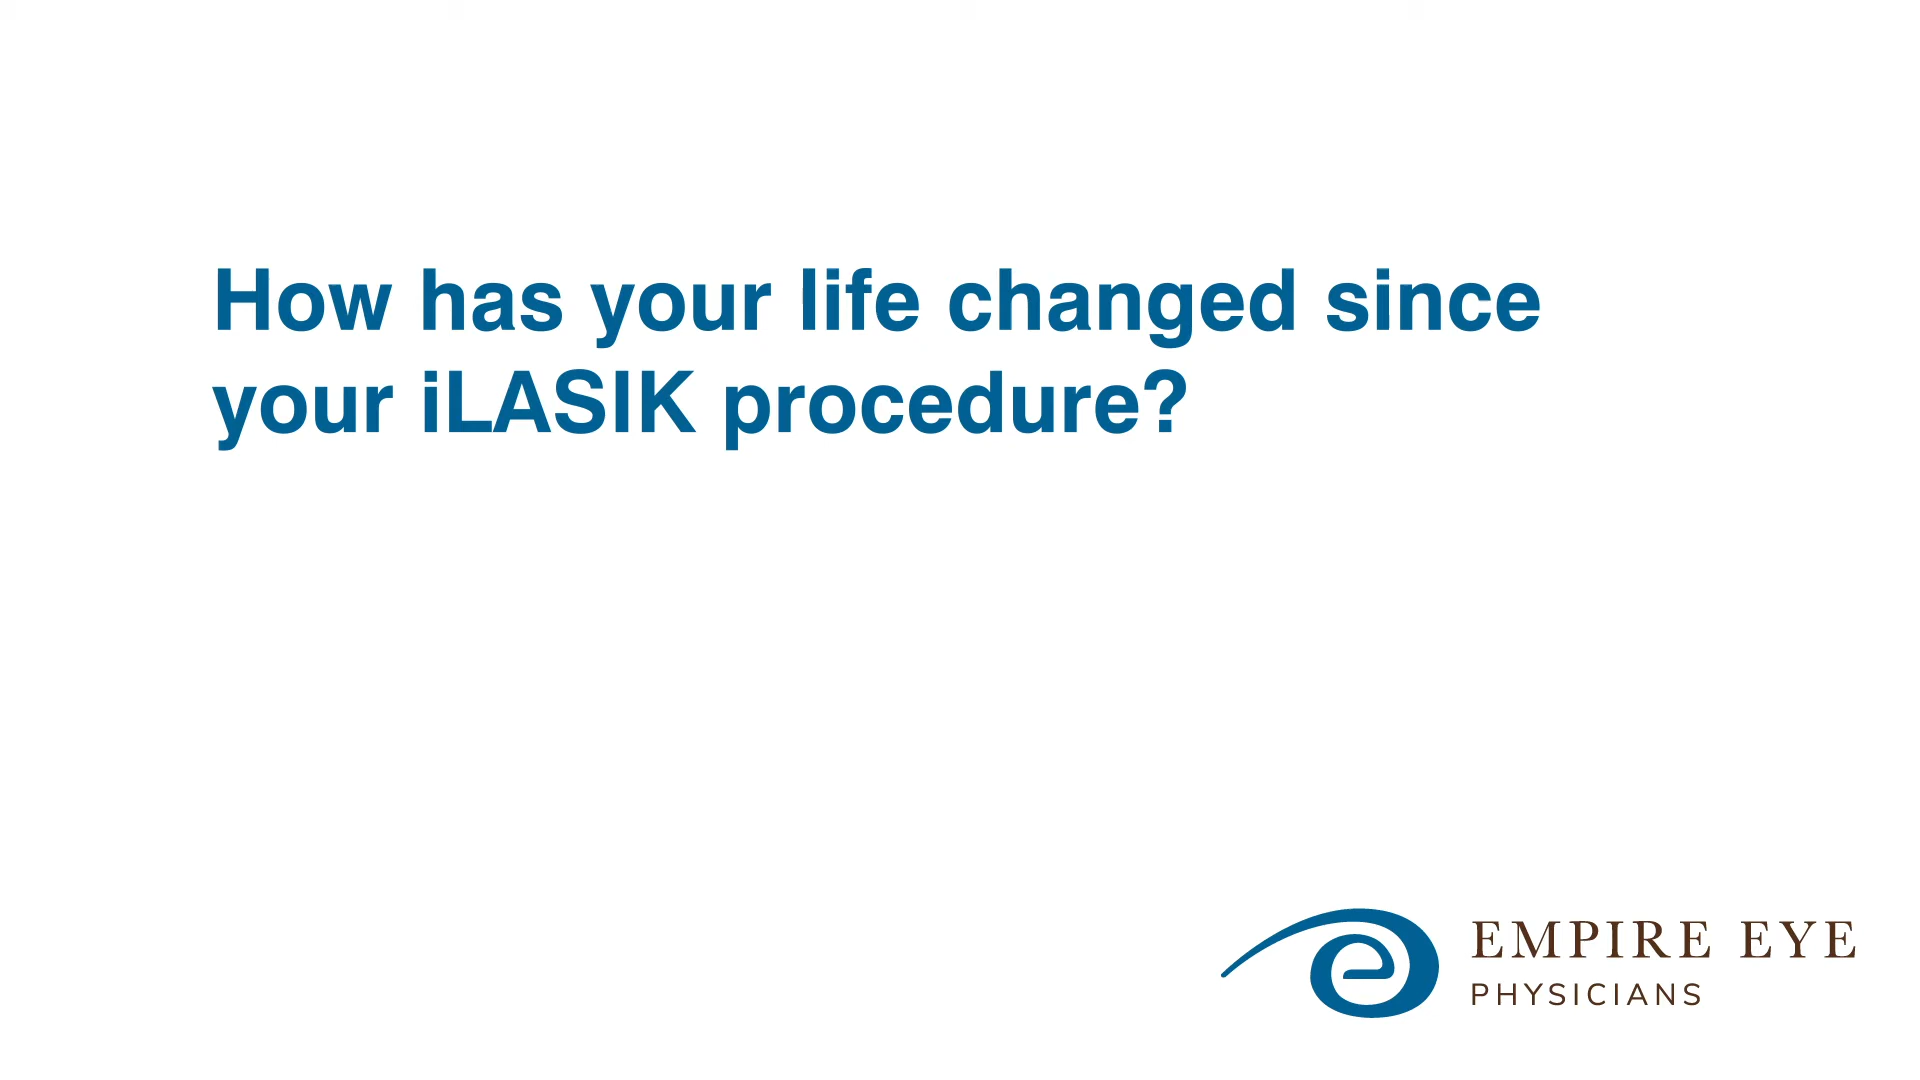 How has your life changed since
your iLASIK procedure?
EMPIRE EYE
PHYSICIANS